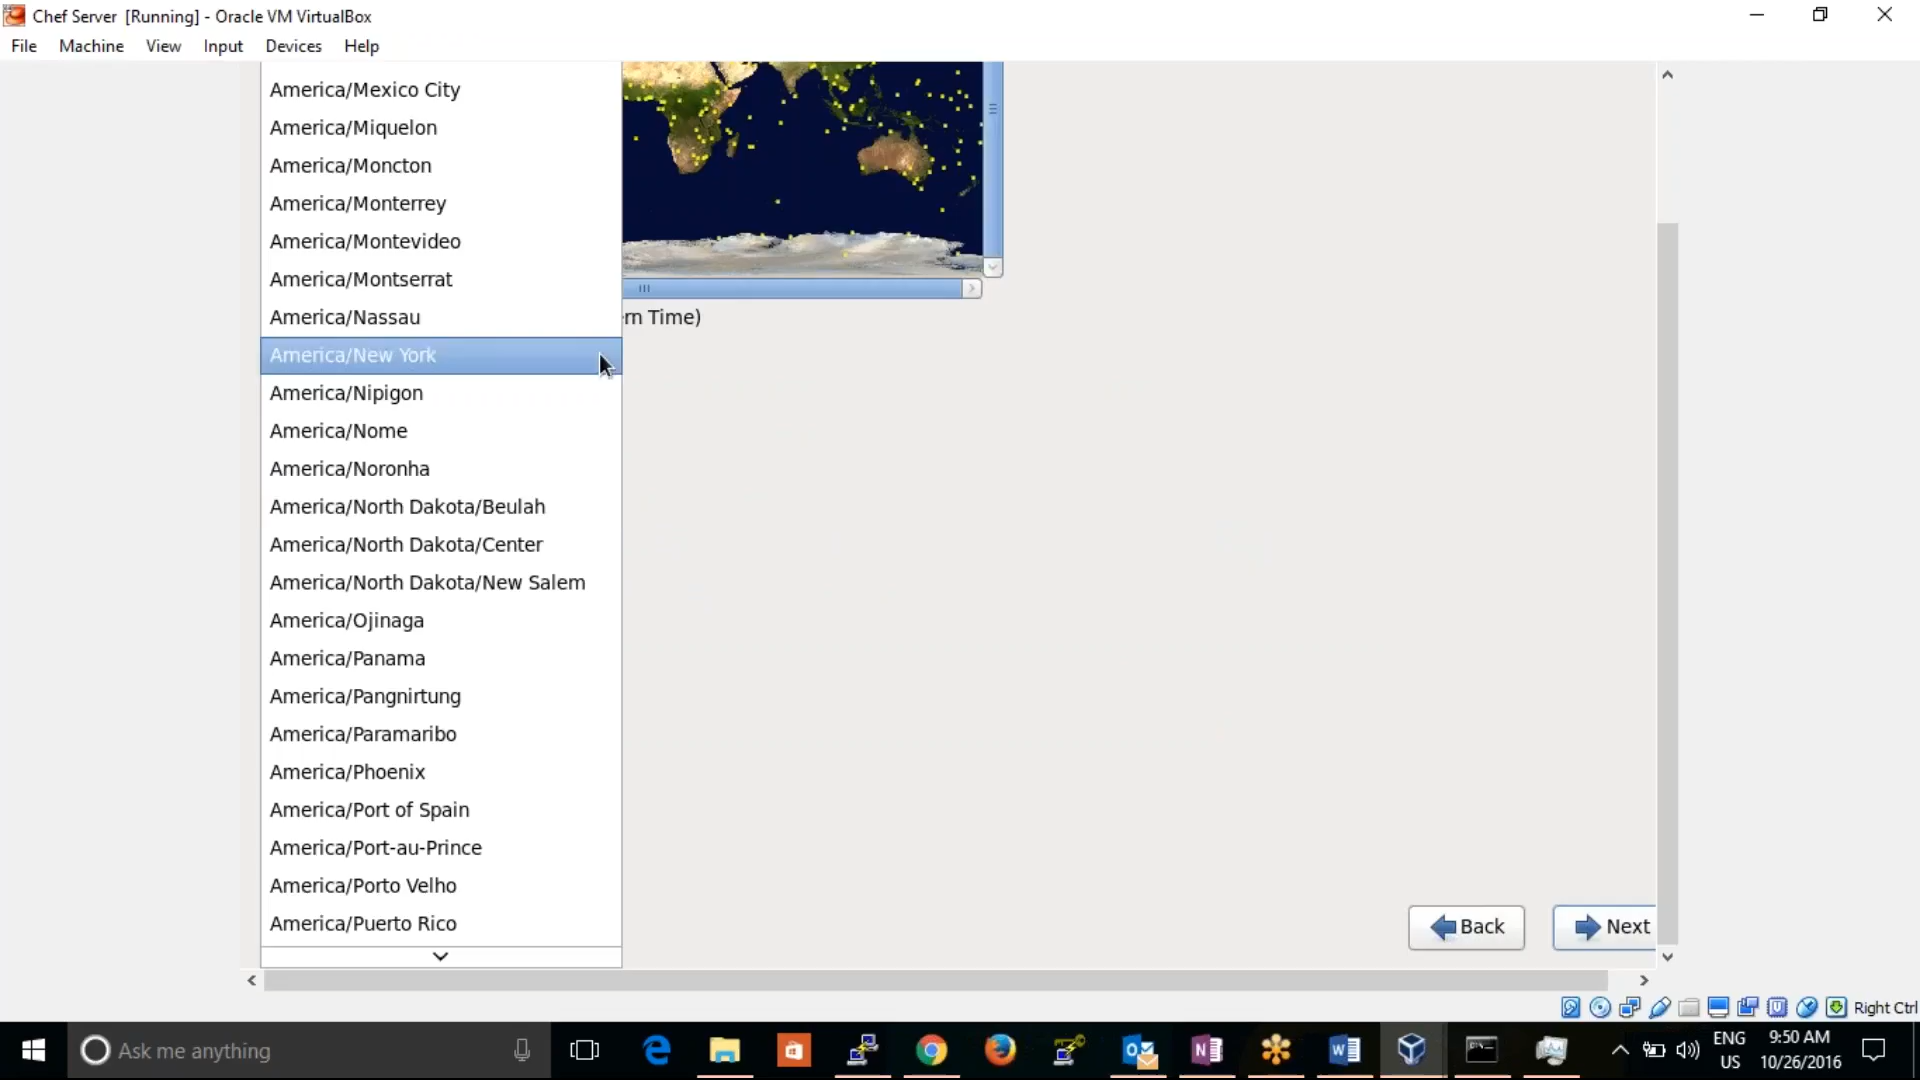 Chef Server [Running] - Oracle VM VirtualBox
File Machine View Input Devices Help
America/Mexico City
America/Miquelon
America/Moncton
America/Monterrey
America/Montevideo
America/Montserrat
America/Nassau
rn Time)
America/New York
America/Nipigon
America/Nome
America/Noronha
America/North Dakota/Beulah
America/North Dakota/Center
America/North Dakota/New Salem
America/Ojinaga
America/Panama
America/Pangnirtung
America/Paramaribo
America/Phoenix
America/Port of Spain
America/Port-au-Prince
America/Porto Velho
America/Puerto Rico
Back Next
Right Ctrl
Ask me anything
ENG
US
9:50 AM
10/26/2016